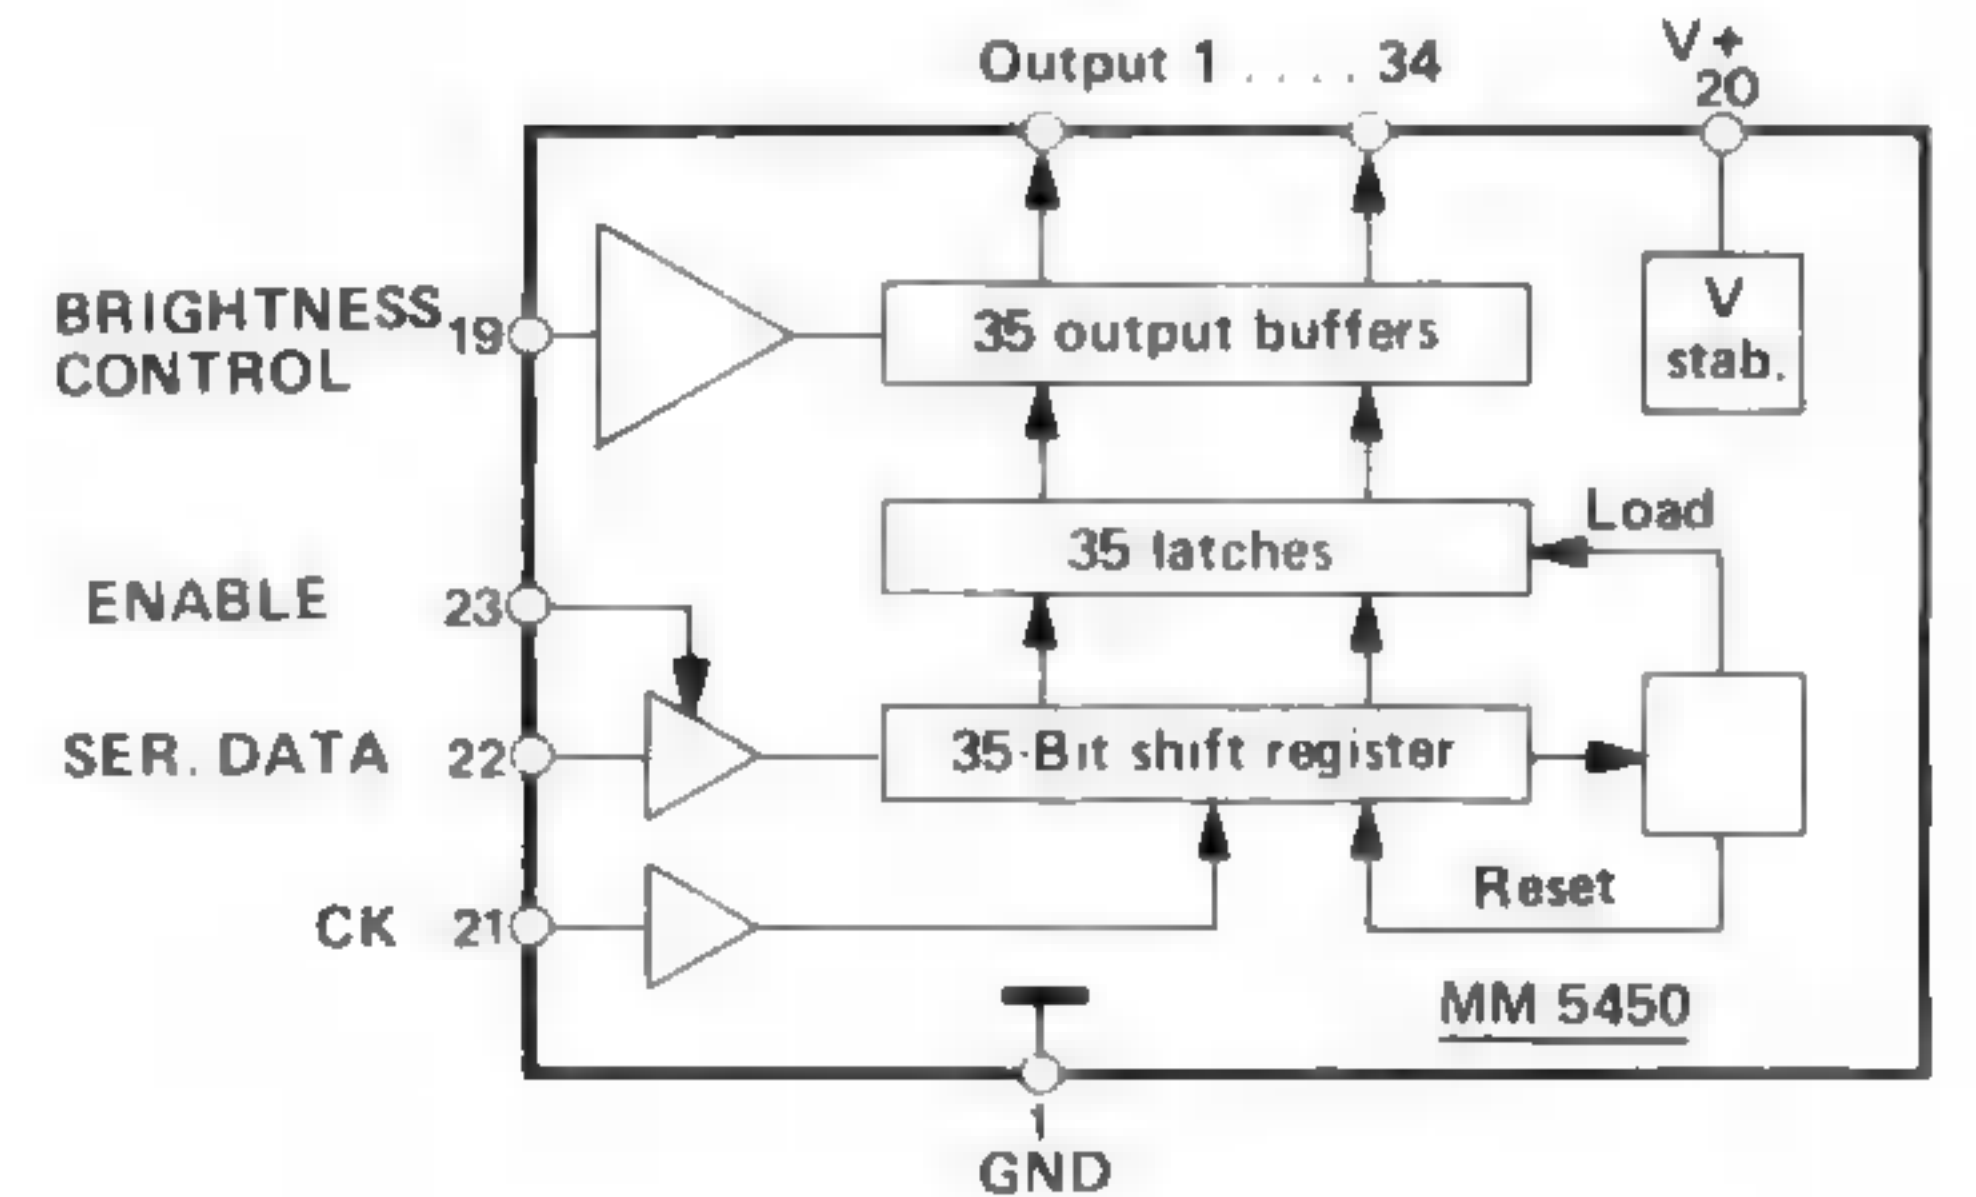 Output 1 .... 34
V+
20
BRIGHTNESS
CONTROL
19
35 output buffers
V
stab.
Load
35 latches
ENABLE
23
SER. DATA
22
35-Bit shift register
CK
21
Reset
MM 5450
1
GND